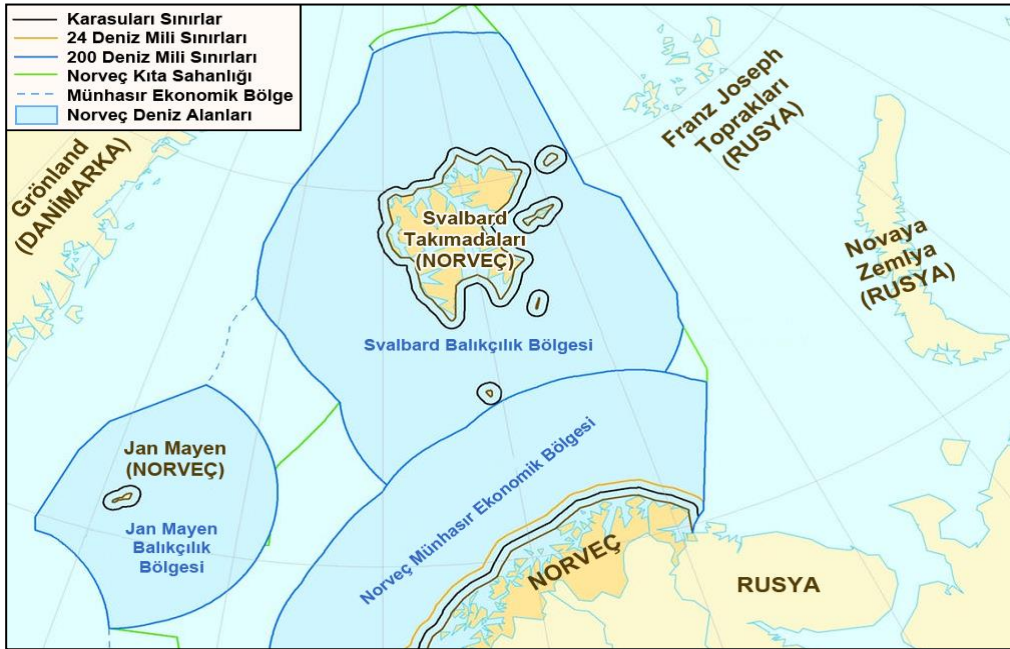 Karasuları Sınırlar
24 Deniz Mili Sınırları
200 Deniz Mili Sınırları
Norveç Kıta Sahanlığı
Münhasır Ekonomik Bölge
Norveç Deniz Alanları
Grönland
(DANİMARKA)
Franz Joseph
Toprakları
(RUSYA)
Svalbard
Takımadaları
(NORVEÇ)
Novaya
Zemlya
(RUSYA)
Svalbard Balıkçılık Bölgesi
Jan Mayen
(NORVEÇ)
Jan Mayen
Balıkçılık
Bölgesi
Norveç Münhasır Ekonomik Bölgesi
NORVEÇ
RUSYA